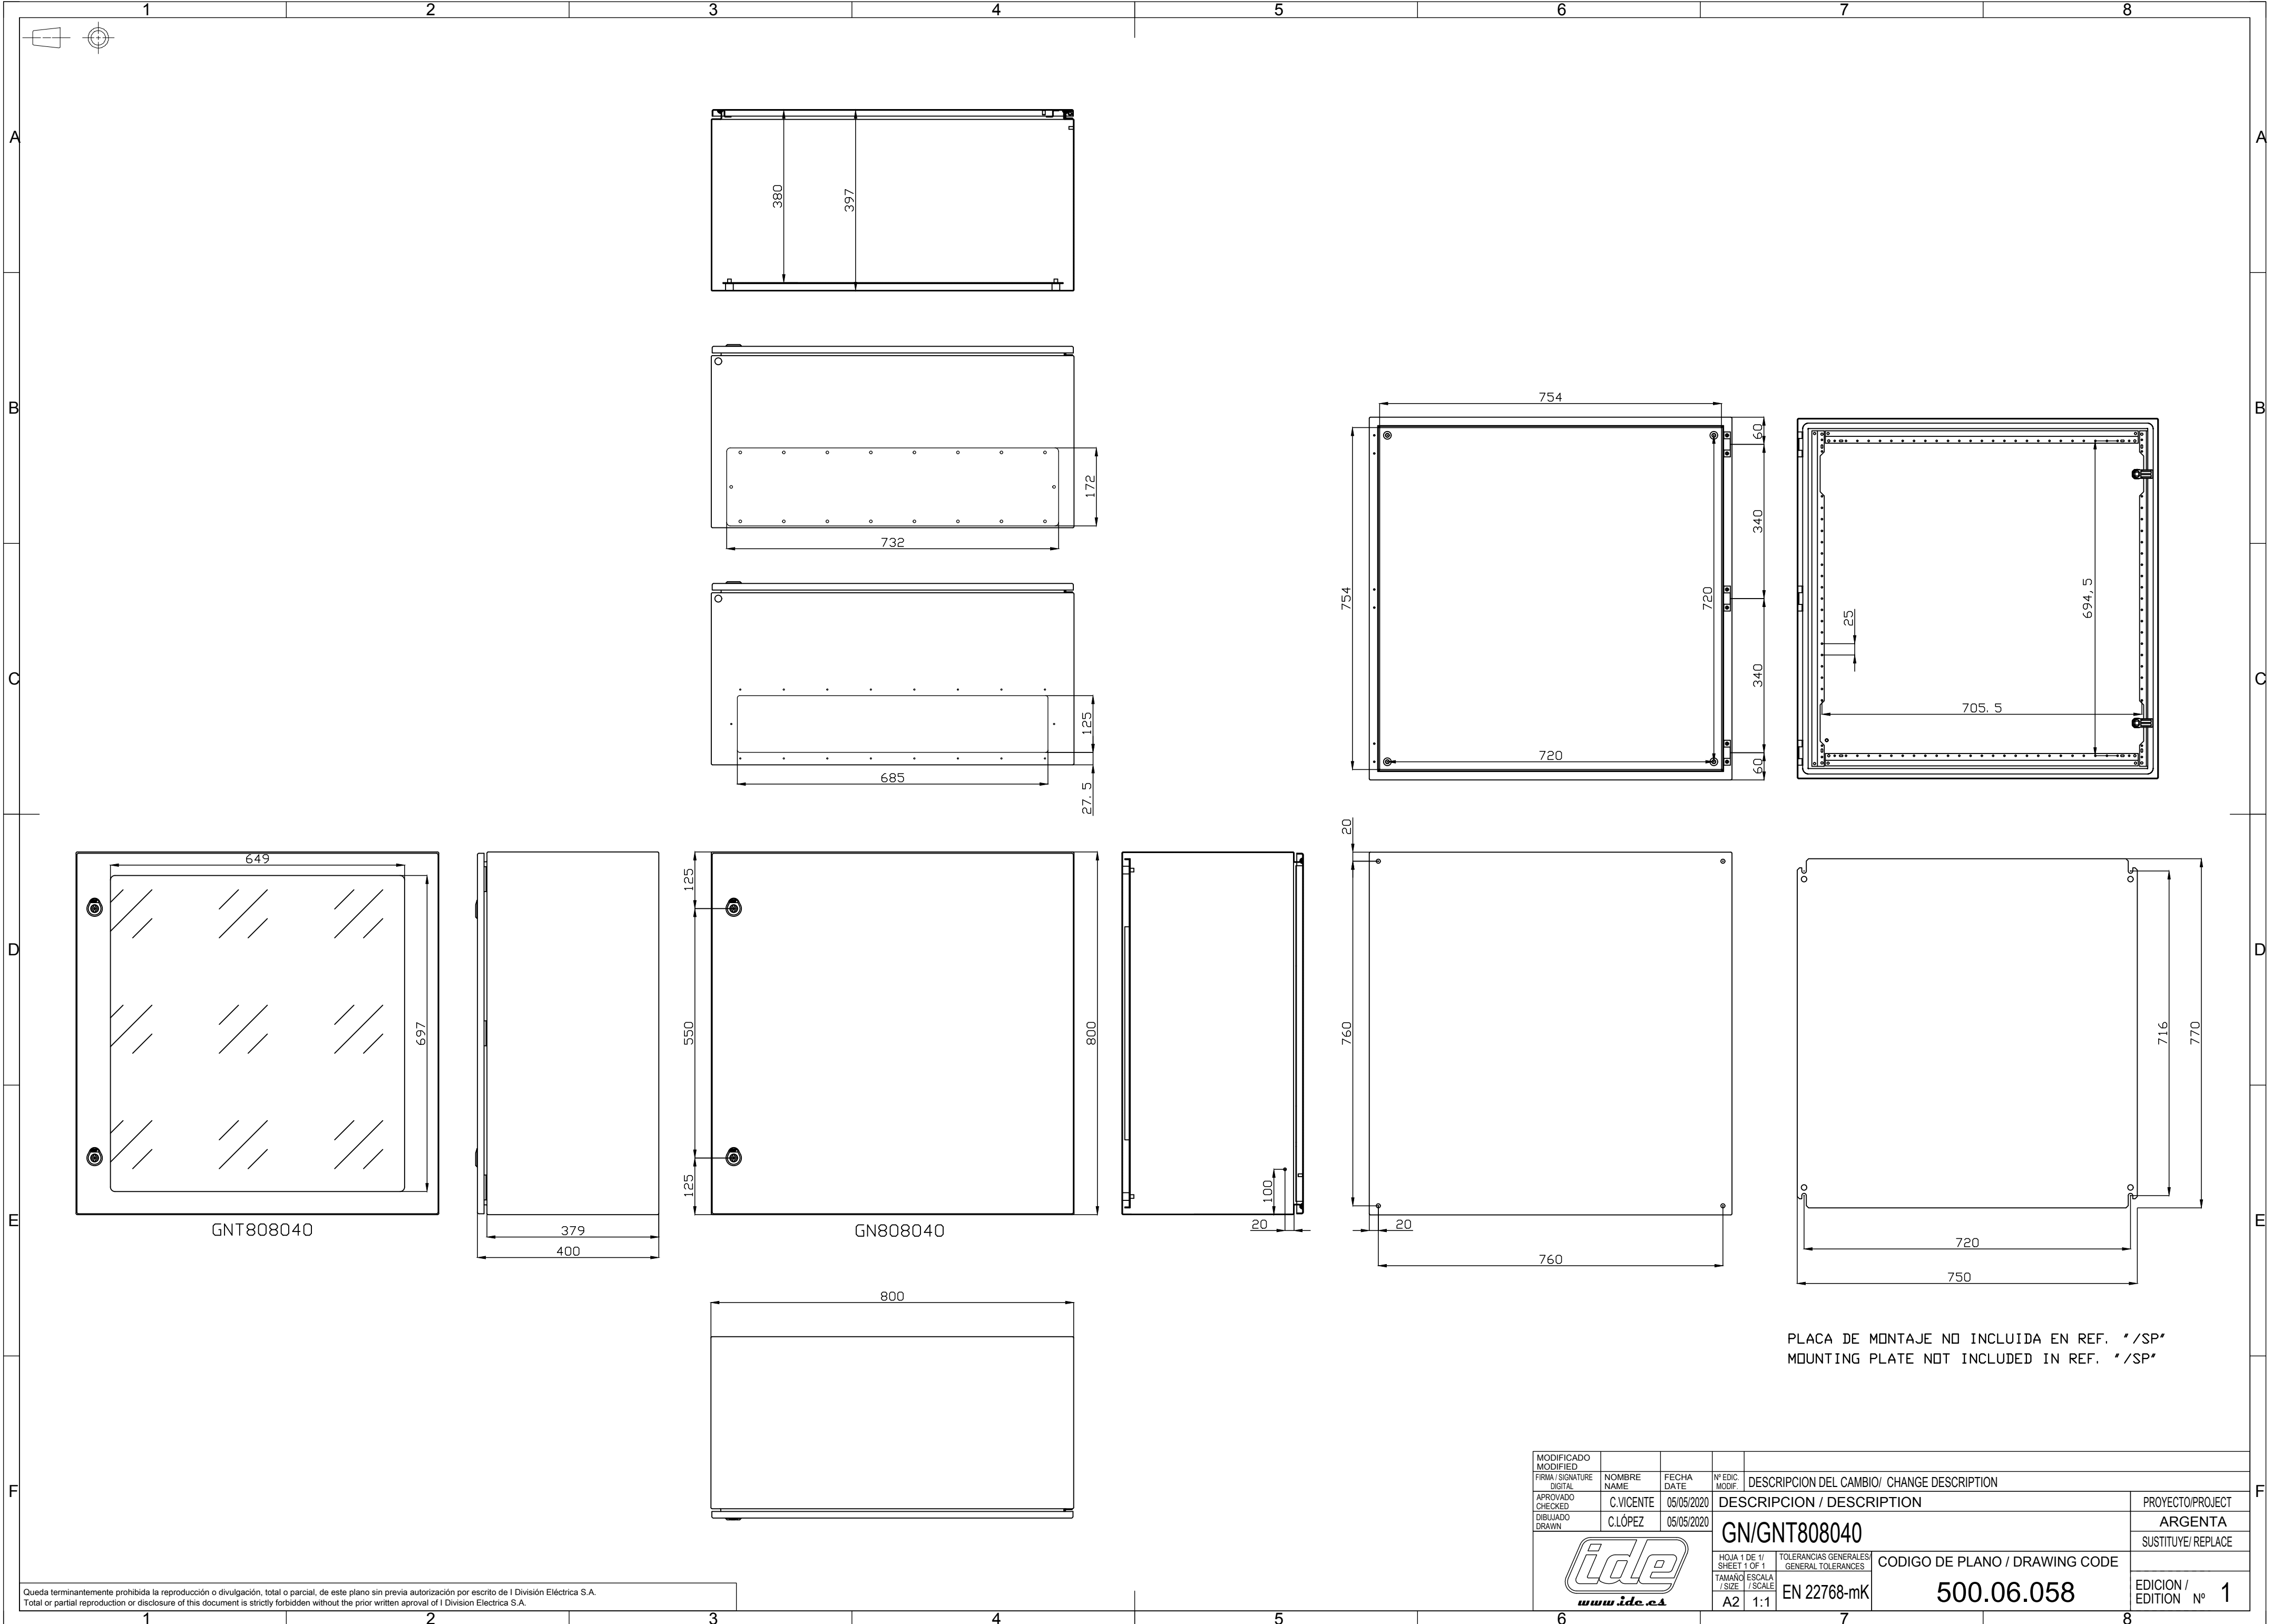 1 2 3 4 5 6 7 8
A A
380
397
B B
172
732
754
60
340
754
720
340
720
60
25
694,5
705. 5
C C
125
685
27. 5
649
697
GNT808040
379
400
125
550
125
800
GN808040
100
20
20
760
20
760
716
770
720
750
D D
E E
800
PLACA DE MONTAJE NO INCLUIDA EN REF. "/SP"
MOUNTING PLATE NOT INCLUDED IN REF. "/SP"
F F
MODIFICADO
MODIFIED
FIRMA / SIGNATURE
DIGITAL
NOMBRE
NAME
FECHA
DATE
Nº EDIC.
MODIF.
DESCRIPCION DEL CAMBIO/ CHANGE DESCRIPTION
APROVADO
CHECKED
C.VICENTE
05/05/2020
DESCRIPCION / DESCRIPTION
PROYECTO/PROJECT
DIBUJADO
DRAWN
C.LÓPEZ
05/05/2020
GN/GNT808040
ARGENTA
SUSTITUYE/ REPLACE
ide
www.ide.es
HOJA 1 DE 1/
SHEET 1 OF 1
TOLERANCIAS GENERALES/
GENERAL TOLERANCES
CODIGO DE PLANO / DRAWING CODE
TAMAÑO
/ SIZE
ESCALA
/ SCALE
A2
1:1
EN 22768-mK
500.06.058
EDICION /
EDITION Nº 1
Queda terminantemente prohibida la reproducción o divulgación, total o parcial, de este plano sin previa autorización por escrito de I División Eléctrica S.A.
Total or partial reproduction or disclosure of this document is strictly forbidden without the prior written aproval of I Division Electrica S.A.
1 2 3 4 5 6 7 8